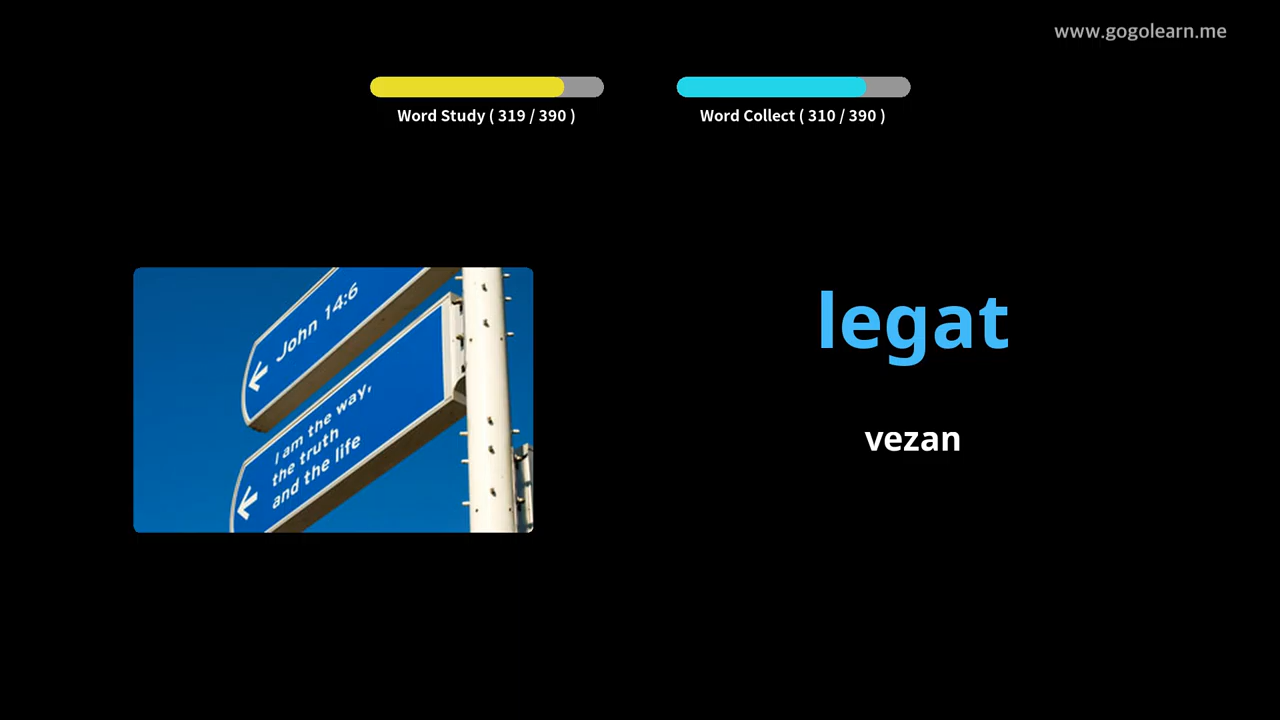 www.gogolearn.me
Word Study ( 319 / 390 )
Word Collect ( 310 / 390 )
John 14:6
I am the way,
the truth
and the life
legat
vezan